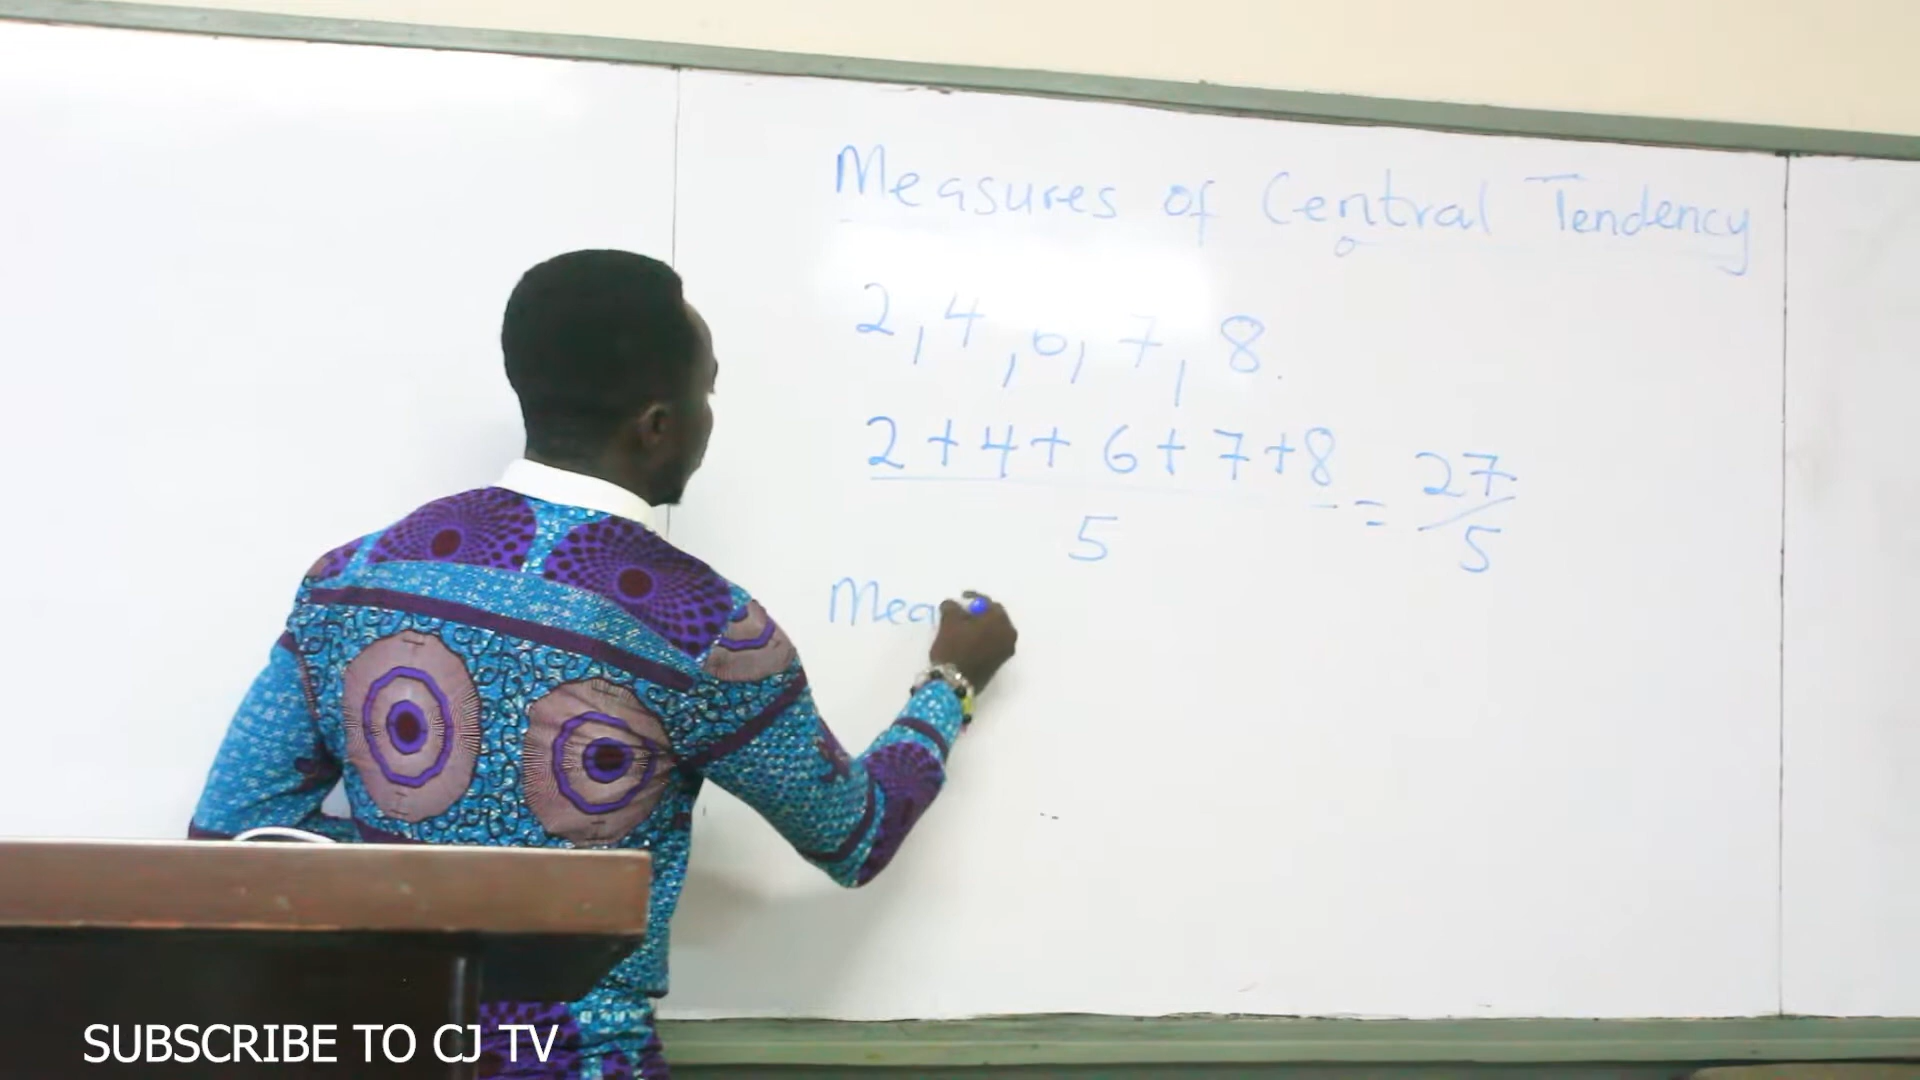 Measures of Central Tendency
2, 4, 6, 7, 8.
2 + 4 + 6 + 7 + 8 = 27/5
5
Mea
SUBSCRIBE TO CJ TV